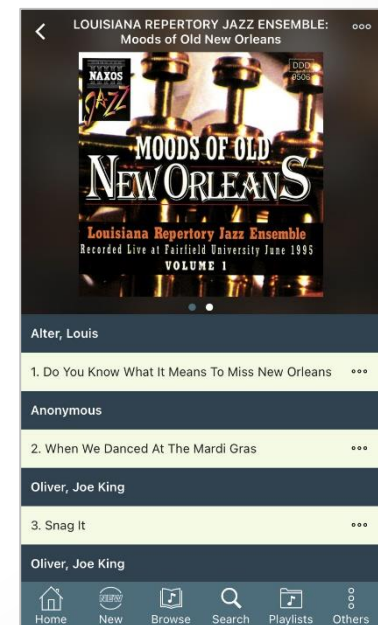 LOUISIANA REPERTORY JAZZ ENSEMBLE:
Moods of Old New Orleans
NAXOS
JAZZ
DDD
9506
MOODS OF OLD
NEW ORLEANS
Louisiana Repertory Jazz Ensemble
Recorded Live at Fairfield University June 1995
VOLUME 1
Alter, Louis
1. Do You Know What It Means To Miss New Orleans
Anonymous
2. When We Danced At The Mardi Gras
Oliver, Joe King
3. Snag It
Oliver, Joe King
NEW
Home New Browse Search Playlists Others